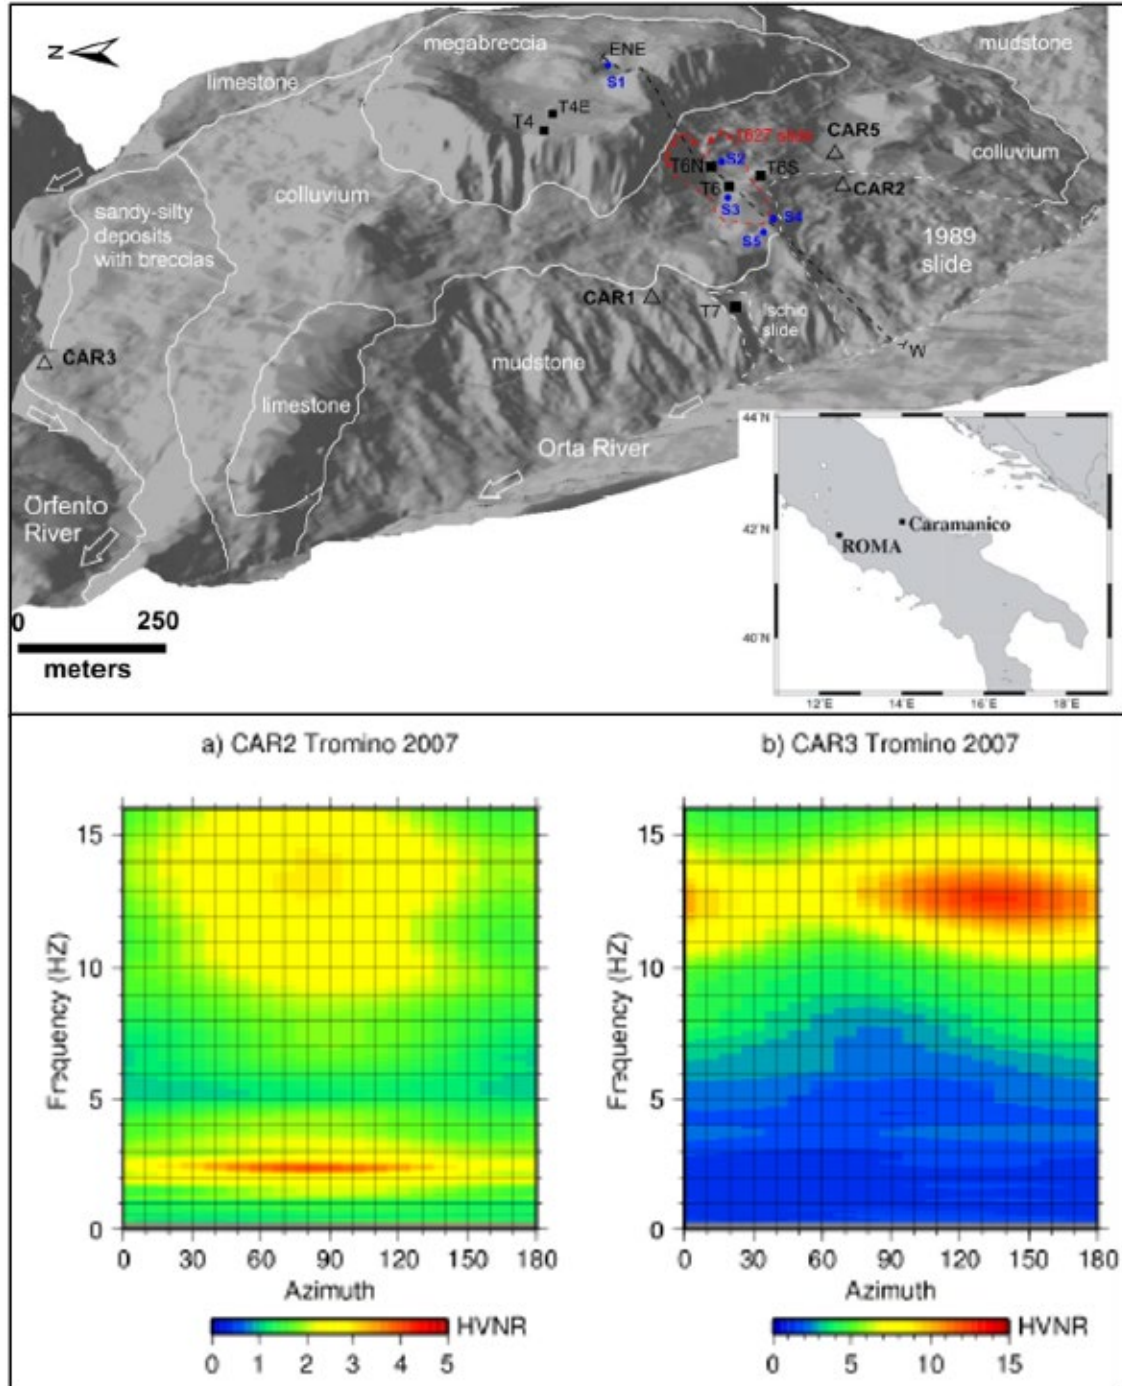 N
megabreccia
ENE
S1
mudstone
limestone
T4E
T4
1627 slide
CAR5
colluvium
S2
T6N
T6S
T6
CAR2
S3
colluvium
sandy-silty
deposits
with breccias
S4
S5
1989
slide
CAR1
T7
Ischio
slide
CAR3
W
mudstone
limestone
Orta River
Orfento
River
0 250
meters
44˚N
42˚N
40˚N
Caramanico
ROMA
12˚E 14˚E 16˚E 18˚E
a) CAR2 Tromino 2007
b) CAR3 Tromino 2007
Frequency (HZ)
15
10
5
0
0 30 60 90 120 150 180
Azimuth
HVNR
0 1 2 3 4 5
Frequency (HZ)
15
10
5
0
0 30 60 90 120 150 180
Azimuth
HVNR
0 5 10 15